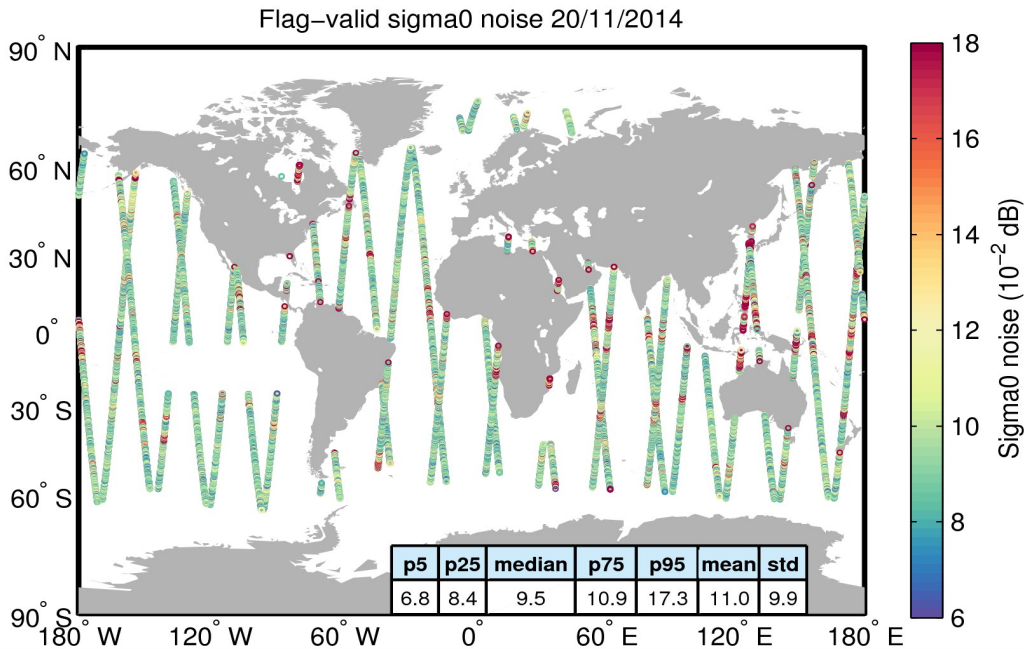 Flag−valid sigma0 noise 20/11/2014
90° N
60° N
30° N
0°
30° S
60° S
90° S
180° W
120° W
60° W
0°
60° E
120° E
180° E
p5 p25 median p75 p95 mean std
6.8 8.4 9.5 10.9 17.3 11.0 9.9
18
16
14
12
10
8
6
Sigma0 noise (10⁻² dB)